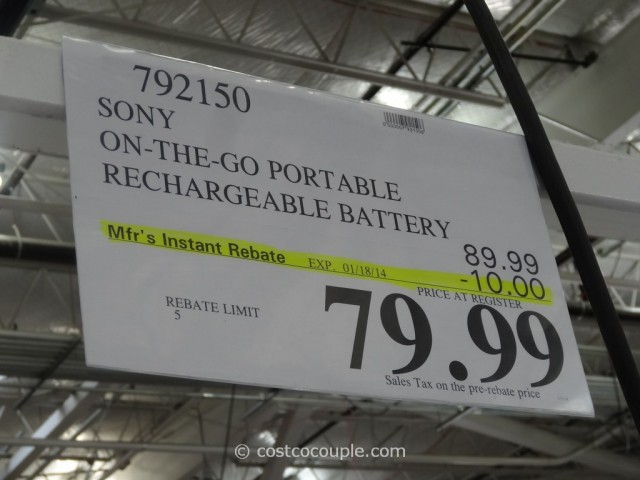 792150
SONY
ON-THE-GO PORTABLE
RECHARGEABLE BATTERY
89.99
Mfr's Instant Rebate EXP. 01/18/14 -10.00
PRICE AT REGISTER
REBATE LIMIT
5
79.99
Sales Tax on the pre-rebate price
© costcocouple.com